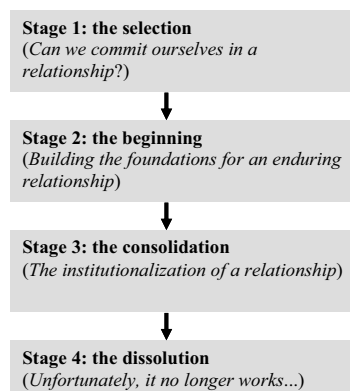 Stage 1: the selection
(Can we commit ourselves in a
relationship?)
Stage 2: the beginning
(Building the foundations for an enduring
relationship)
Stage 3: the consolidation
(The institutionalization of a relationship)
Stage 4: the dissolution
(Unfortunately, it no longer works...)